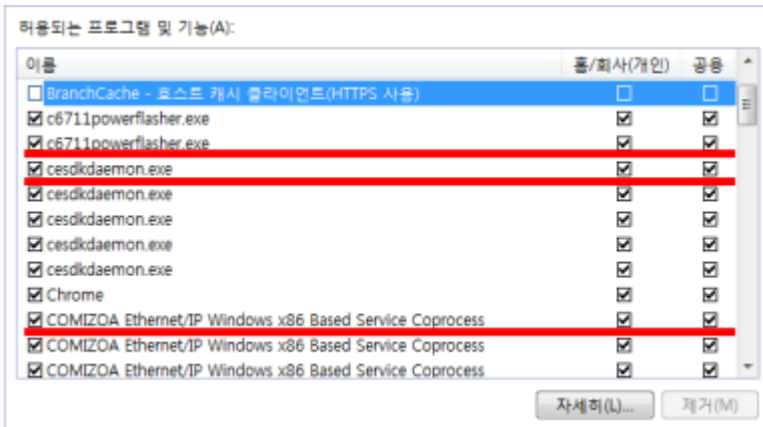 허용되는 프로그램 및 기능(A):
이름 홈/회사(개인) 공용
BranchCache - 호스트 캐시 클라이언트(HTTPS 사용)
c6711powerflasher.exe
c6711powerflasher.exe
cesdkdaemon.exe
cesdkdaemon.exe
cesdkdaemon.exe
cesdkdaemon.exe
cesdkdaemon.exe
Chrome
COMIZOA Ethernet/IP Windows x86 Based Service Coprocess
COMIZOA Ethernet/IP Windows x86 Based Service Coprocess
COMIZOA Ethernet/IP Windows x86 Based Service Coprocess
자세히(L)... 제거(M)